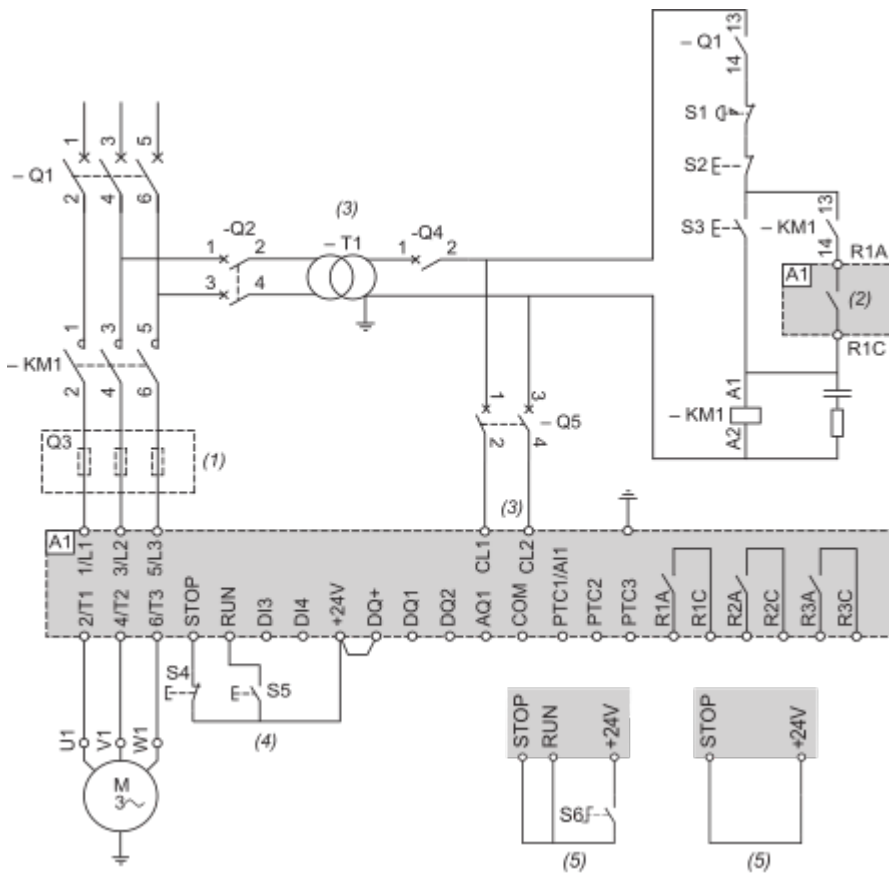 – Q1
1
3
5
2
4
6
-Q2
1
2
3
4
(3)
– T1
-Q4
1
2
– Q1
13
14
S1
S2
S3
– KM1
13
14
R1A
A1
(2)
R1C
– KM1
A1
A2
– KM1
1
3
5
2
4
6
Q3
(1)
1
3
– Q5
2
4
(3)
A1
1/L1
3/L2
5/L3
CL1
CL2
2/T1
4/T2
6/T3
STOP
RUN
DI3
DI4
+24V
DQ+
DQ1
DQ2
AQ1
COM
PTC1/AI1
PTC2
PTC3
R1A
R1C
R2A
R2C
R3A
R3C
S4
S5
(4)
U1
V1
W1
M
3
STOP
RUN
+24V
S6
(5)
STOP
+24V
(5)